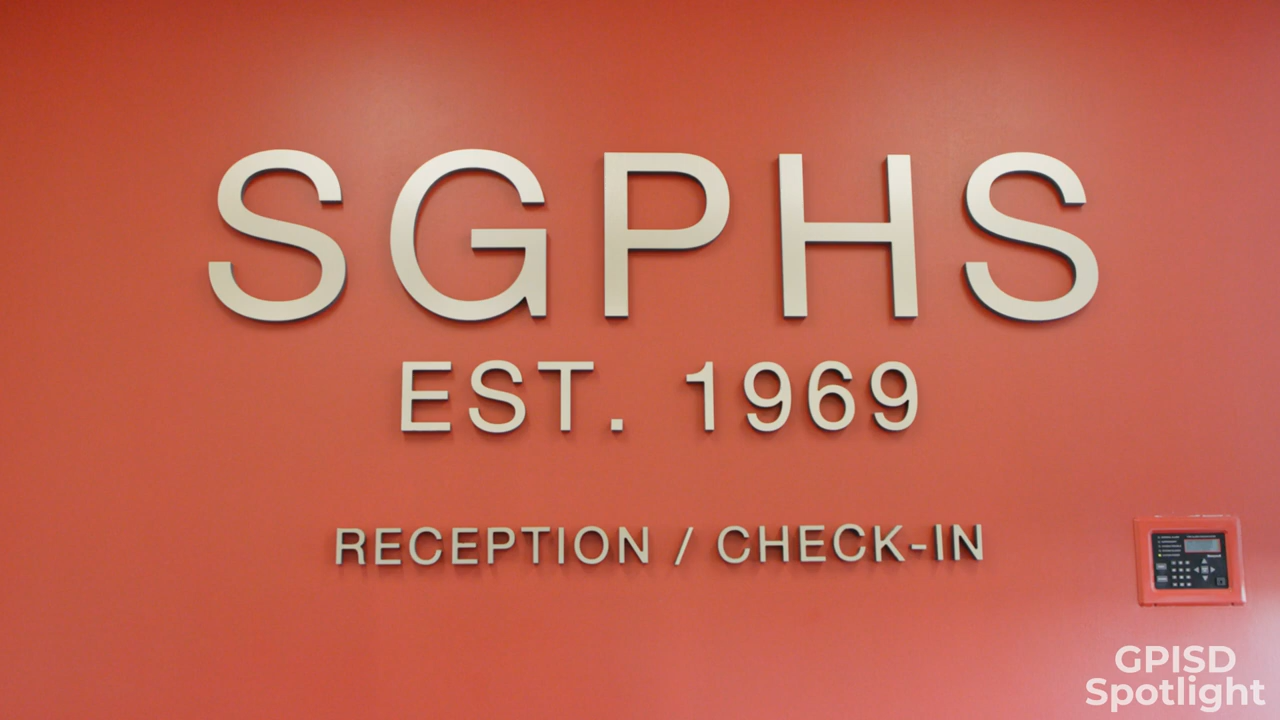 SGPHS
EST. 1969
RECEPTION / CHECK-IN
GPISD
Spotlight